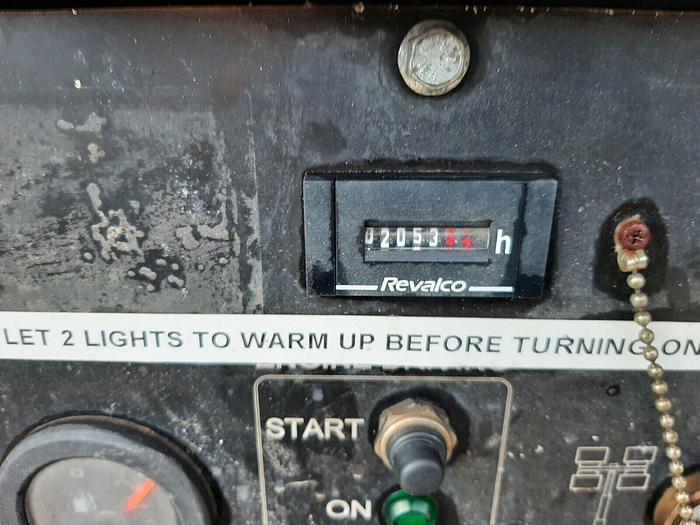 02053
h
Revalco
LET 2 LIGHTS TO WARM UP BEFORE TURNING ON
START
ON